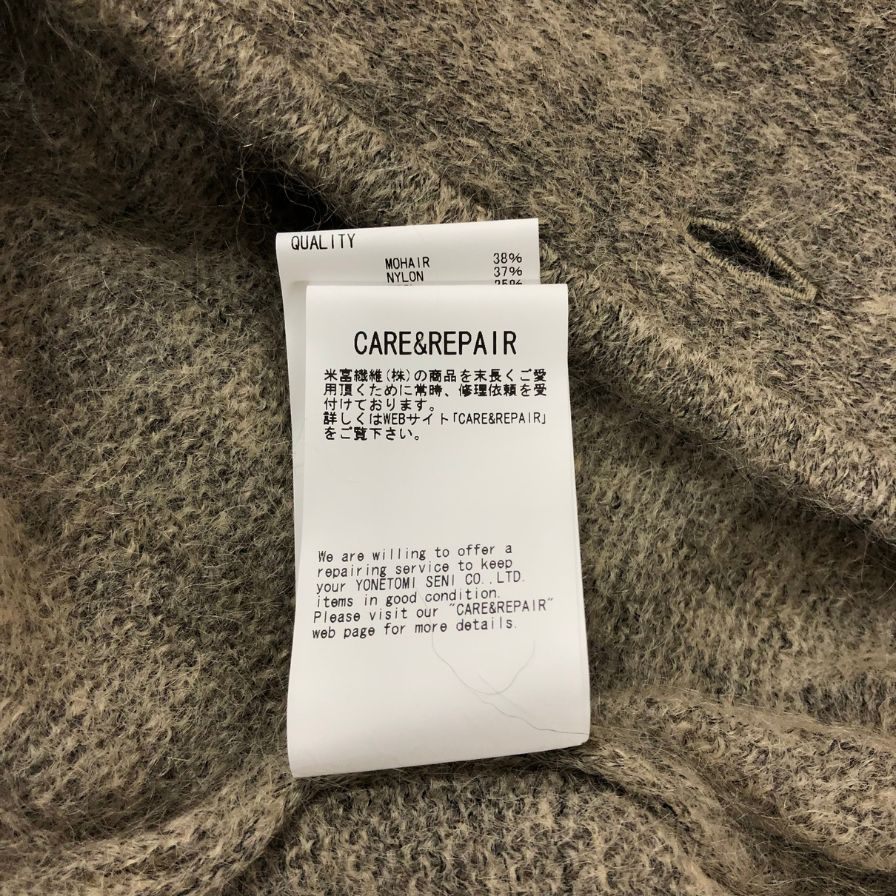 QUALITY
MOHAIR 38%
NYLON 37%
CARE&REPAIR
米富繊維(株)の商品を末長くご愛
用頂くために常時、修理依頼を受
付けております。
詳しくはWEBサイト「CARE&REPAIR」
をご覧下さい。
We are willing to offer a
repairing service to keep
your YONETOMI SENI CO.,LTD.
items in good condition.
Please visit our "CARE&REPAIR"
web page for more details.